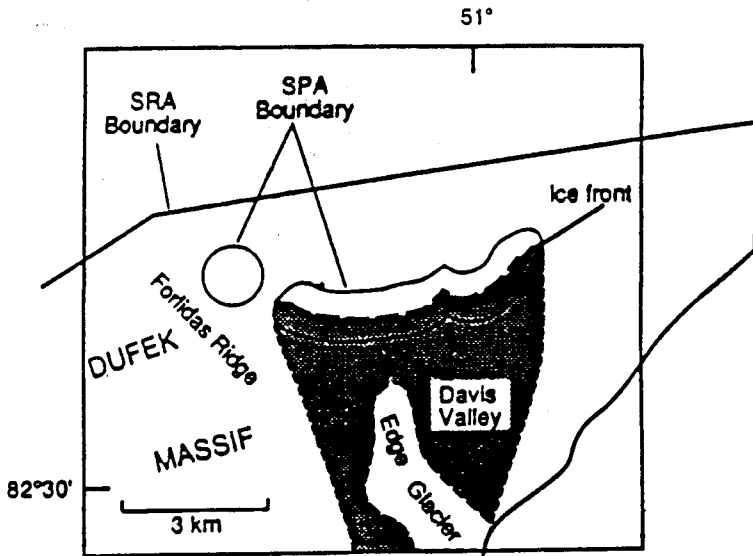 51°
SRA
Boundary
SPA
Boundary
Ice front
Forlidas Ridge
DUFEK
MASSIF
Davis
Valley
Edge Glacier
82°30'
3 km